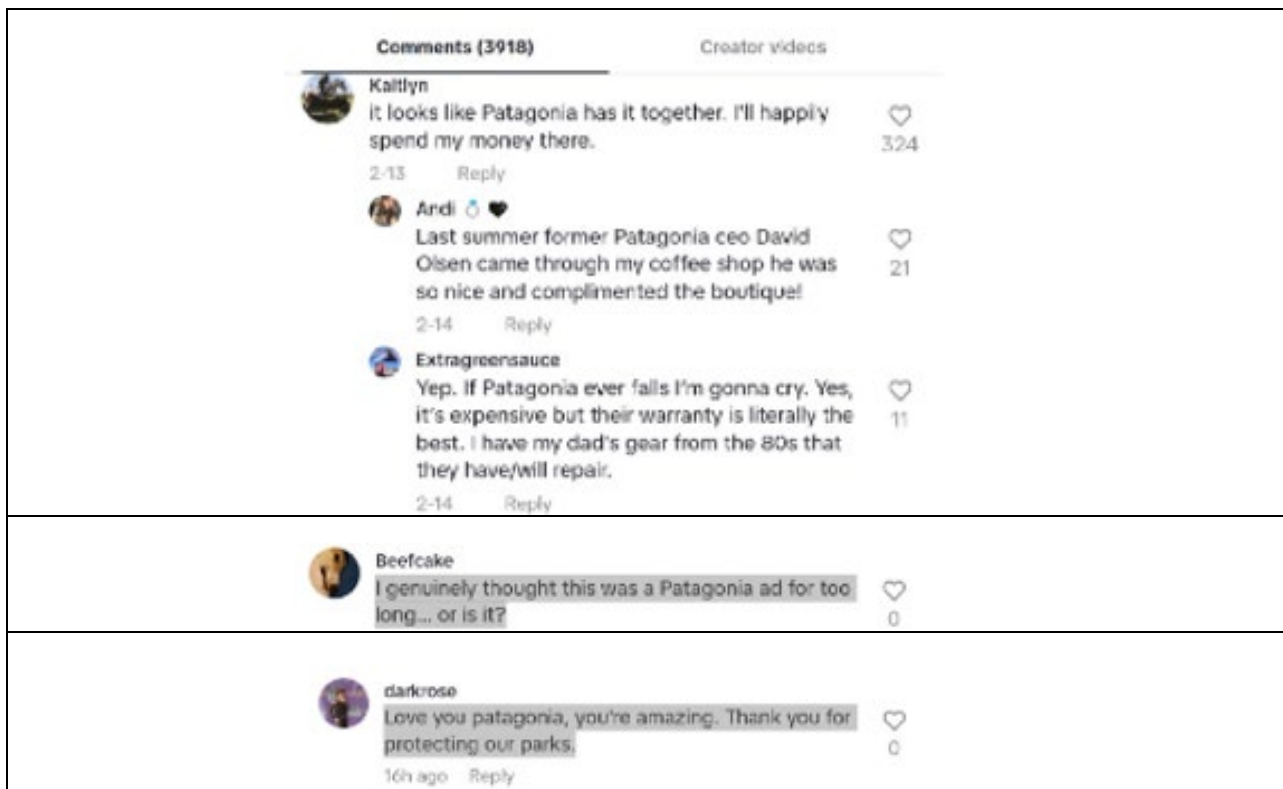 Comments (3918) Creator videos
Kaitlyn
it looks like Patagonia has it together. I'll happily
spend my money there.
324
2-13 Reply
Andi 💍 🖤
Last summer former Patagonia ceo David
Olsen came through my coffee shop he was
so nice and complimented the boutique!
21
2-14 Reply
Extragreensauce
Yep. If Patagonia ever falls I'm gonna cry. Yes,
it's expensive but their warranty is literally the
best. I have my dad's gear from the 80s that
they have/will repair.
11
2-14 Reply
Beefcake
I genuinely thought this was a Patagonia ad for too
long... or is it?
0
darkrose
Love you patagonia, you're amazing. Thank you for
protecting our parks.
0
16h ago Reply